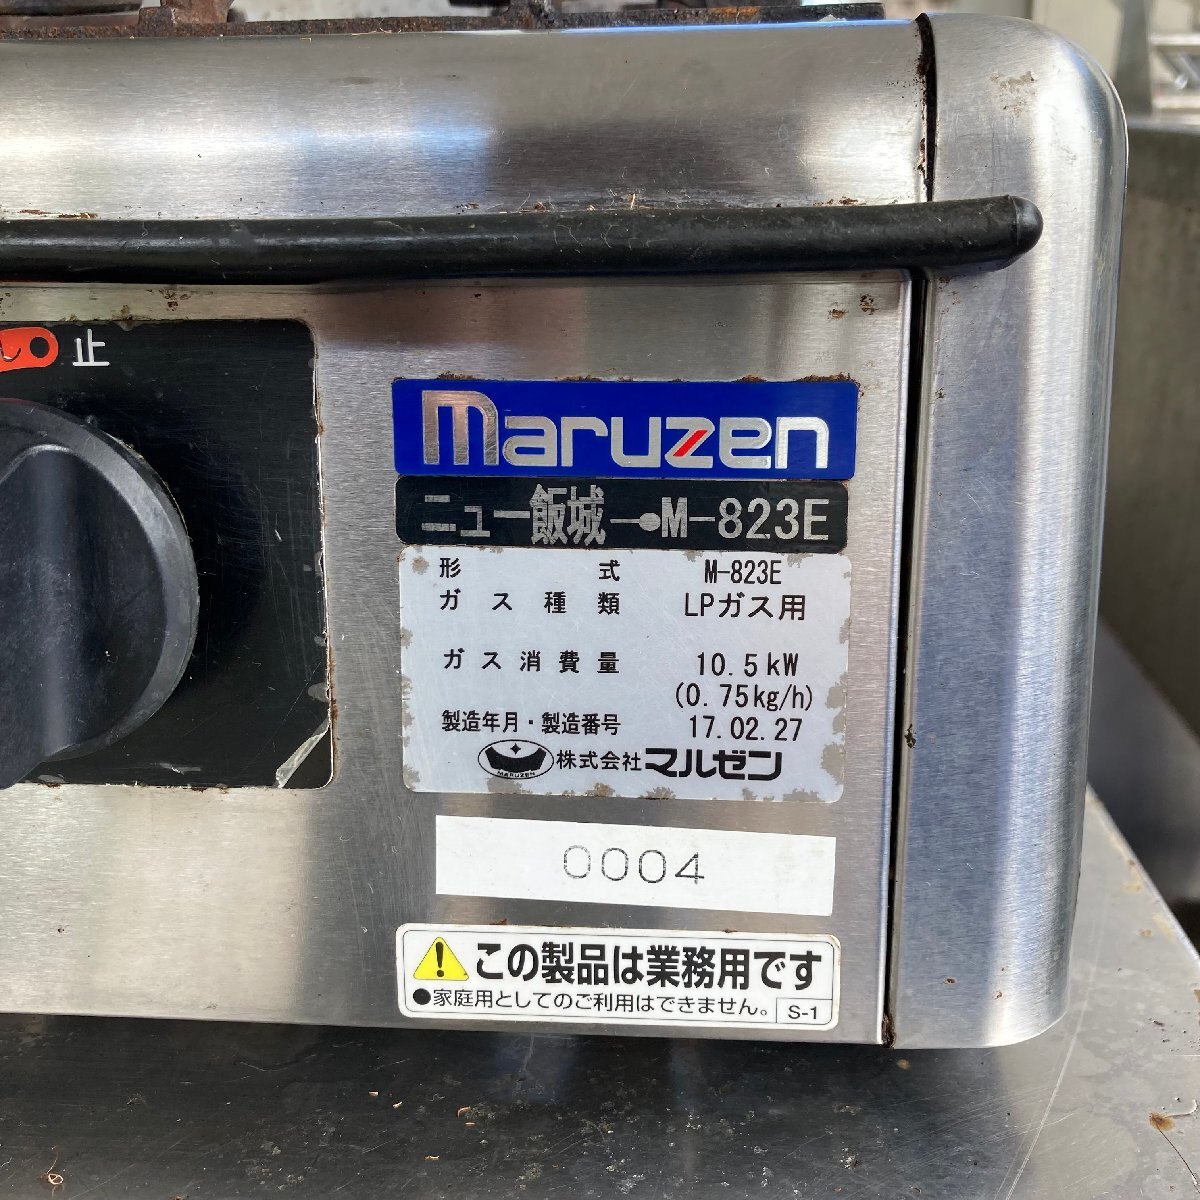 止
maruzen
ニュー飯城 M-823E
形 式 M-823E
ガス種類 LPガス用
ガス消費量 10.5kW
(0.75kg/h)
製造年月・製造番号 17.02.27
MARUZEN 株式会社マルゼン
0004
この製品は業務用です
●家庭用としてのご利用はできません。 S-1